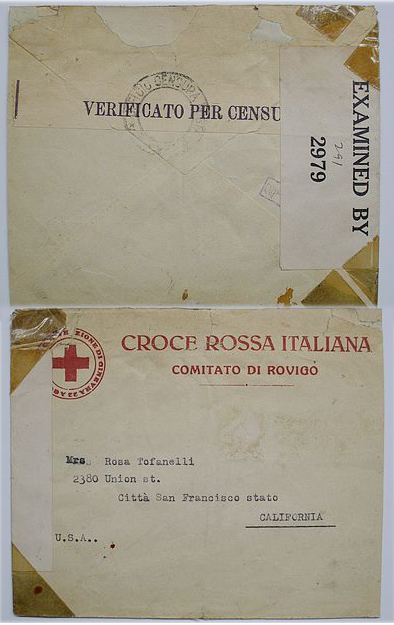 VERIFICATO PER CENSU
EXAMINED BY
291
2979
CROCE ROSSA ITALIANA
COMITATO DI ROVIGO
Mrs Rosa Tofanelli
2380 Union st.
Città San Francisco stato
CALIFORNIA
U.S.A..